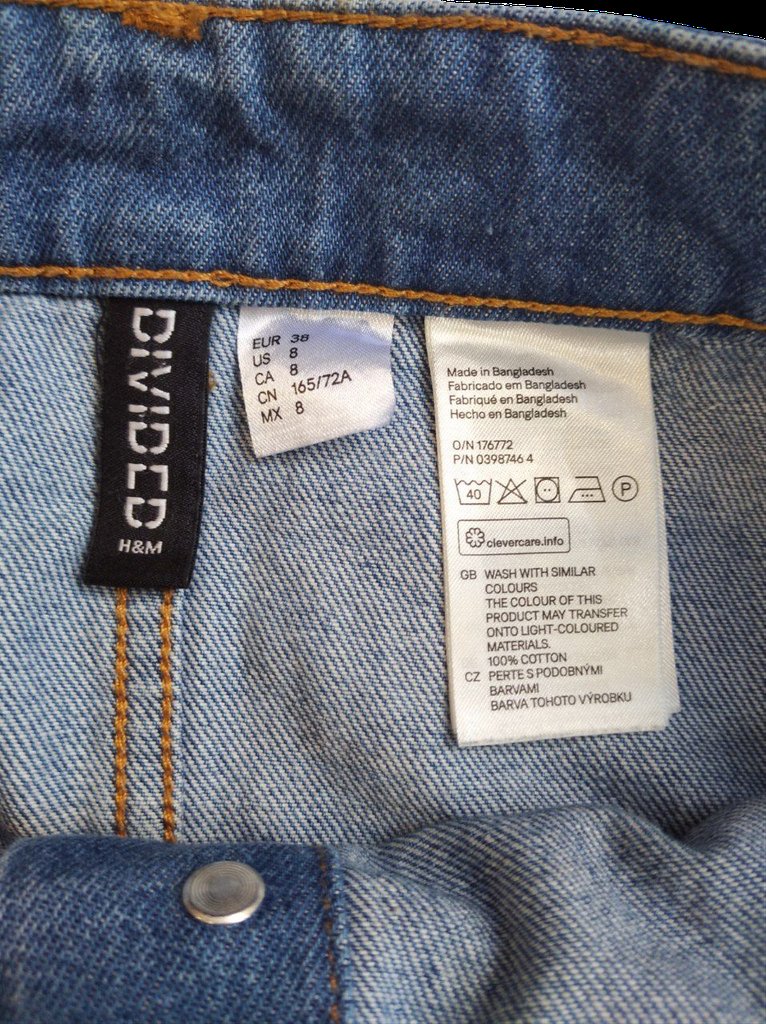 DIVIDED
H&M
EUR 38
US 8
CA 8
CN 165/72A
MX 8
Made in Bangladesh
Fabricado em Bangladesh
Fabriqué en Bangladesh
Hecho en Bangladesh
O/N 176772
P/N 0398746 4
40
P
clevercare.info
GB WASH WITH SIMILAR
COLOURS
THE COLOUR OF THIS
PRODUCT MAY TRANSFER
ONTO LIGHT-COLOURED
MATERIALS.
100% COTTON
CZ PERTE S PODOBNÝMI
BARVAMI
BARVA TOHOTO VÝROBKU